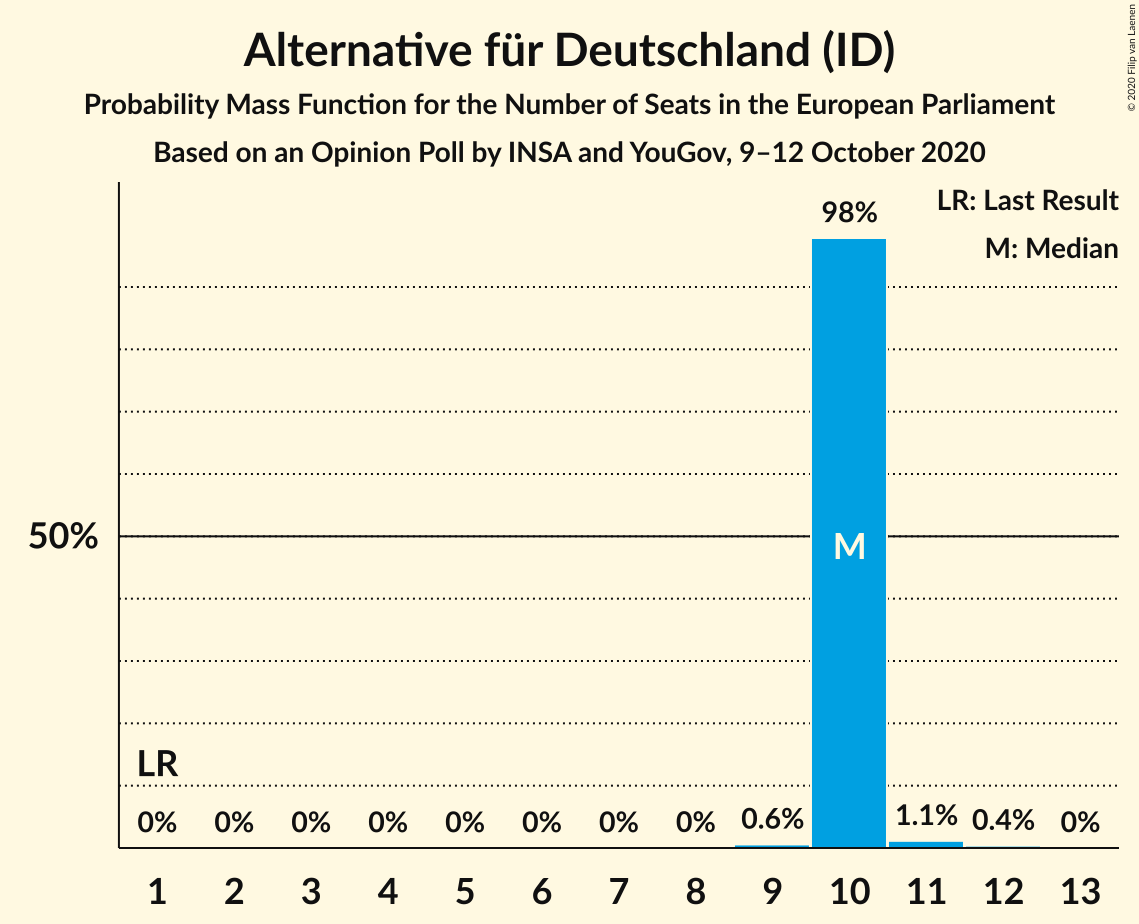 Alternative für Deutschland (ID)
Probability Mass Function for the Number of Seats in the European Parliament
Based on an Opinion Poll by INSA and YouGov, 9–12 October 2020
© 2020 Filip van Laenen
LR: Last Result
M: Median
98%
50%
M
LR
0% 0% 0% 0% 0% 0% 0% 0% 0.6% 1.1% 0.4% 0%
1 2 3 4 5 6 7 8 9 10 11 12 13